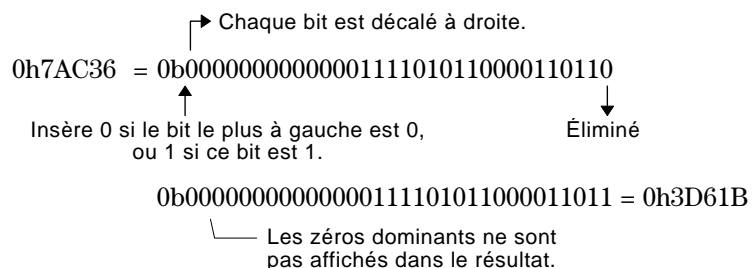 Chaque bit est décalé à droite.
0h7AC36 = 0b00000000000001111010110000110110
Insère 0 si le bit le plus à gauche est 0,
ou 1 si ce bit est 1.
Éliminé
0b00000000000000111101011000011011 = 0h3D61B
Les zéros dominants ne sont
pas affichés dans le résultat.